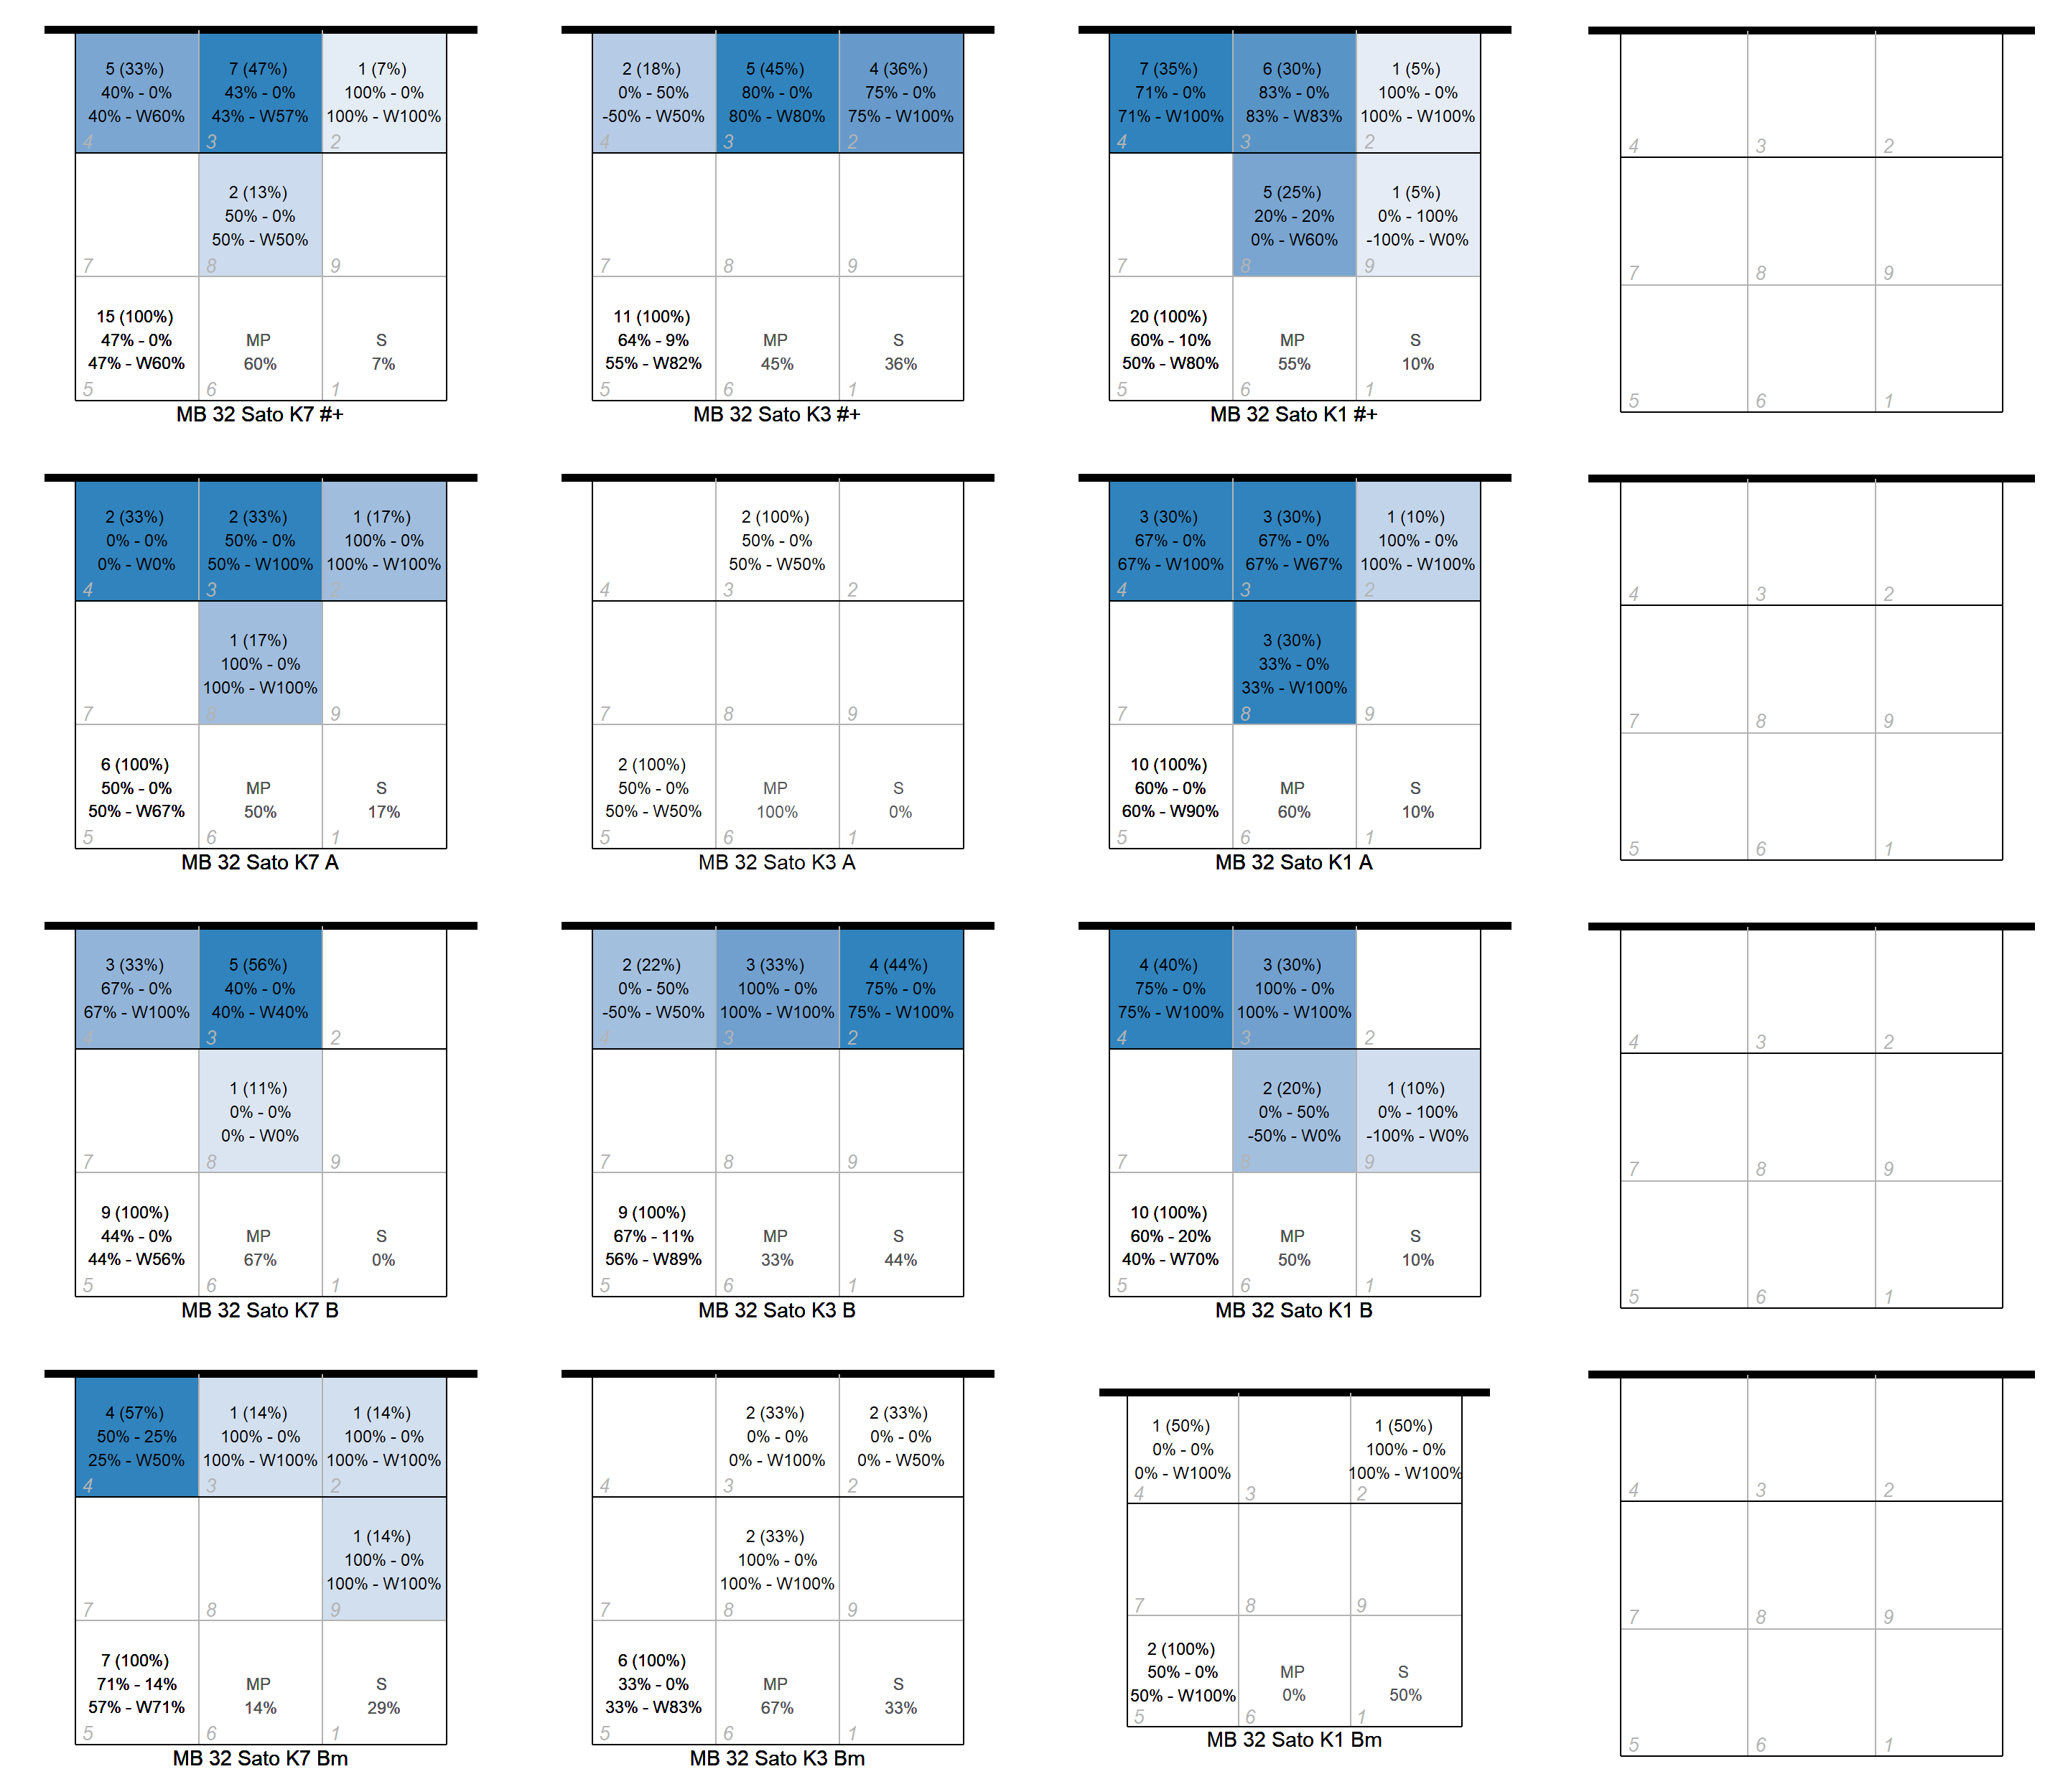 5 (33%)
40% - 0%
40% - W60%
4
7 (47%)
43% - 0%
43% - W57%
3
1 (7%)
100% - 0%
100% - W100%
2
7
2 (13%)
50% - 0%
50% - W50%
8
9
15 (100%)
47% - 0%
47% - W60%
5
MP
60%
6
S
7%
1
MB 32 Sato K7 #+
2 (18%)
0% - 50%
-50% - W50%
4
5 (45%)
80% - 0%
80% - W80%
3
4 (36%)
75% - 0%
75% - W100%
2
7
8
9
11 (100%)
64% - 9%
55% - W82%
5
MP
45%
6
S
36%
1
MB 32 Sato K3 #+
7 (35%)
71% - 0%
71% - W100%
4
6 (30%)
83% - 0%
83% - W83%
3
1 (5%)
100% - 0%
100% - W100%
2
7
5 (25%)
20% - 20%
0% - W60%
8
1 (5%)
0% - 100%
-100% - W0%
9
20 (100%)
60% - 10%
50% - W80%
5
MP
55%
6
S
10%
1
MB 32 Sato K1 #+
4
3
2
7
8
9
5
6
1
2 (33%)
0% - 0%
0% - W0%
4
2 (33%)
50% - 0%
50% - W100%
3
1 (17%)
100% - 0%
100% - W100%
2
7
1 (17%)
100% - 0%
100% - W100%
8
9
6 (100%)
50% - 0%
50% - W67%
5
MP
50%
6
S
17%
1
MB 32 Sato K7 A
4
2 (100%)
50% - 0%
50% - W50%
3
2
7
8
9
2 (100%)
50% - 0%
50% - W50%
5
MP
100%
6
S
0%
1
MB 32 Sato K3 A
3 (30%)
67% - 0%
67% - W100%
4
3 (30%)
67% - 0%
67% - W67%
3
1 (10%)
100% - 0%
100% - W100%
2
7
3 (30%)
33% - 0%
33% - W100%
8
9
10 (100%)
60% - 0%
60% - W90%
5
MP
60%
6
S
10%
1
MB 32 Sato K1 A
4
3
2
7
8
9
5
6
1
3 (33%)
67% - 0%
67% - W100%
4
5 (56%)
40% - 0%
40% - W40%
3
2
7
1 (11%)
0% - 0%
0% - W0%
8
9
9 (100%)
44% - 0%
44% - W56%
5
MP
67%
6
S
0%
1
MB 32 Sato K7 B
2 (22%)
0% - 50%
-50% - W50%
4
3 (33%)
100% - 0%
100% - W100%
3
4 (44%)
75% - 0%
75% - W100%
2
7
8
9
9 (100%)
67% - 11%
56% - W89%
5
MP
33%
6
S
44%
1
MB 32 Sato K3 B
4 (40%)
75% - 0%
75% - W100%
4
3 (30%)
100% - 0%
100% - W100%
3
2
7
2 (20%)
0% - 50%
-50% - W0%
8
1 (10%)
0% - 100%
-100% - W0%
9
10 (100%)
60% - 20%
40% - W70%
5
MP
50%
6
S
10%
1
MB 32 Sato K1 B
4
3
2
7
8
9
5
6
1
4 (57%)
50% - 25%
25% - W50%
4
1 (14%)
100% - 0%
100% - W100%
3
1 (14%)
100% - 0%
100% - W100%
2
7
8
1 (14%)
100% - 0%
100% - W100%
9
7 (100%)
71% - 14%
57% - W71%
5
MP
14%
6
S
29%
1
MB 32 Sato K7 Bm
4
2 (33%)
0% - 0%
0% - W100%
3
2 (33%)
0% - 0%
0% - W50%
2
7
2 (33%)
100% - 0%
100% - W100%
8
9
6 (100%)
33% - 0%
33% - W83%
5
MP
67%
6
S
33%
1
MB 32 Sato K3 Bm
1 (50%)
0% - 0%
0% - W100%
4
3
1 (50%)
100% - 0%
100% - W100%
2
7
8
9
2 (100%)
50% - 0%
50% - W100%
5
MP
0%
6
S
50%
1
MB 32 Sato K1 Bm
4
3
2
7
8
9
5
6
1